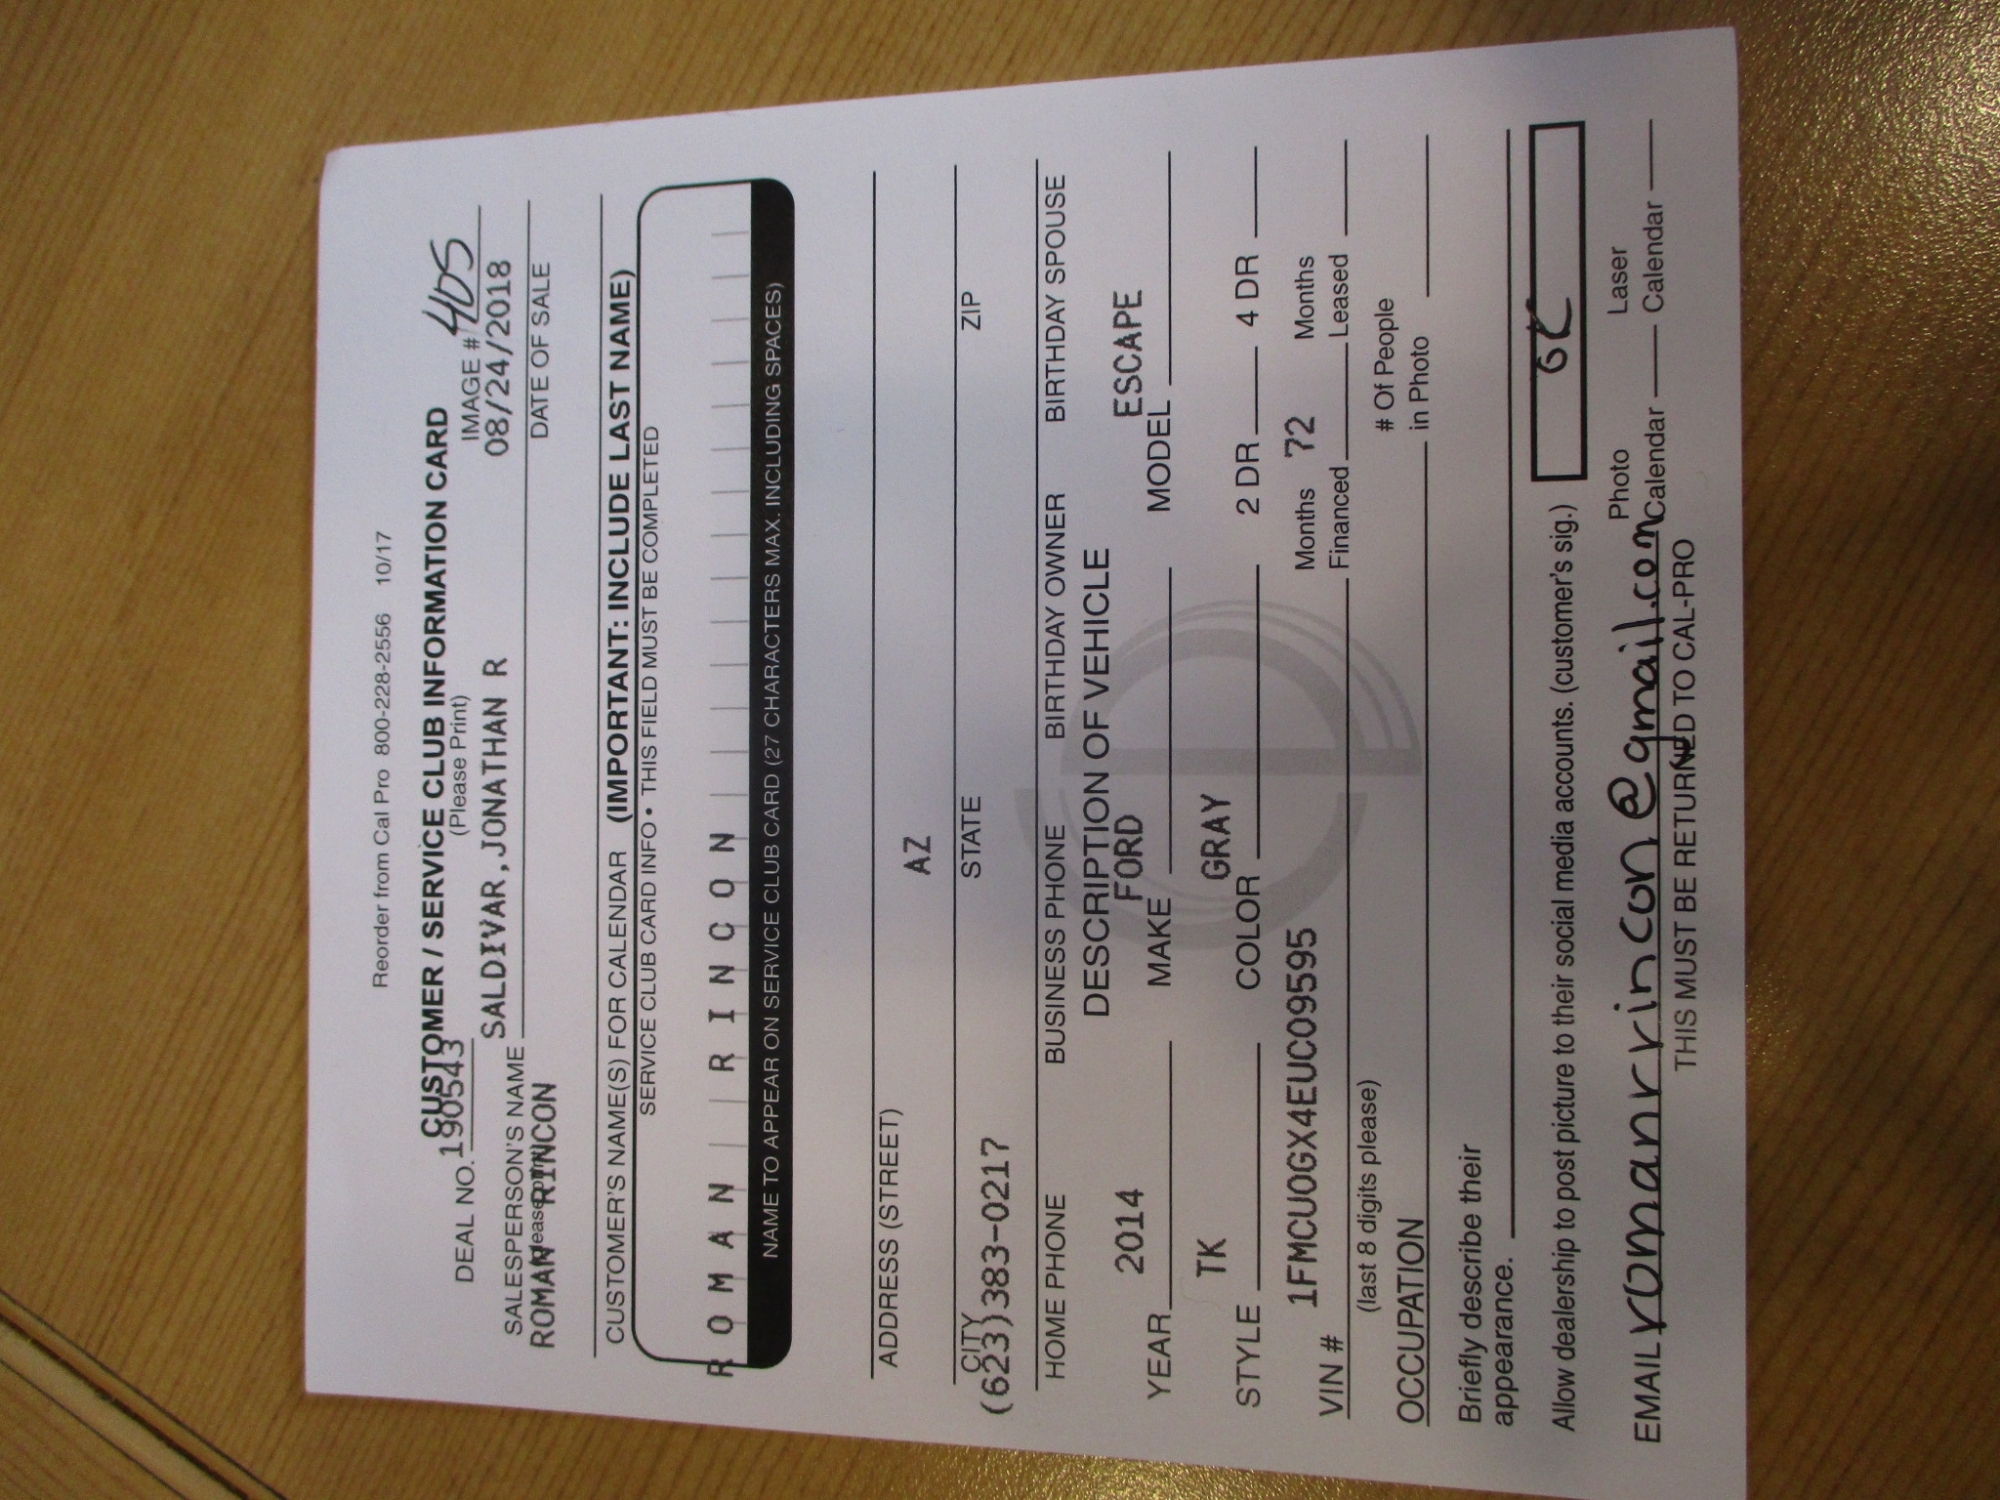 Reorder from Cal Pro 800-228-2556 10/17
CUSTOMER / SERVICE CLUB INFORMATION CARD
(Please Print)
DEAL NO. 190543 IMAGE # 405
SALDIVAR,JONATHAN R 08/24/2018
SALESPERSON'S NAME DATE OF SALE
(please print)
ROMAN RINCON
CUSTOMER'S NAME(S) FOR CALENDAR (IMPORTANT: INCLUDE LAST NAME)
SERVICE CLUB CARD INFO • THIS FIELD MUST BE COMPLETED
R O M A N R I N C O N
NAME TO APPEAR ON SERVICE CLUB CARD (27 CHARACTERS MAX. INCLUDING SPACES)
ADDRESS (STREET)
AZ
CITY STATE ZIP
(623)383-0217
HOME PHONE BUSINESS PHONE BIRTHDAY OWNER BIRTHDAY SPOUSE
DESCRIPTION OF VEHICLE
2014 FORD ESCAPE
YEAR MAKE MODEL
TK GRAY
STYLE COLOR 2 DR 4 DR
1FMCU0GX4EUC09595 Months 72 Months
VIN # Financed Leased
(last 8 digits please) # Of People
OCCUPATION in Photo
Briefly describe their
appearance.
Allow dealership to post picture to their social media accounts. (customer's sig.)
Photo Laser
EMAIL romanrrincon@gmail.com Calendar Calendar
THIS MUST BE RETURNED TO CAL-PRO